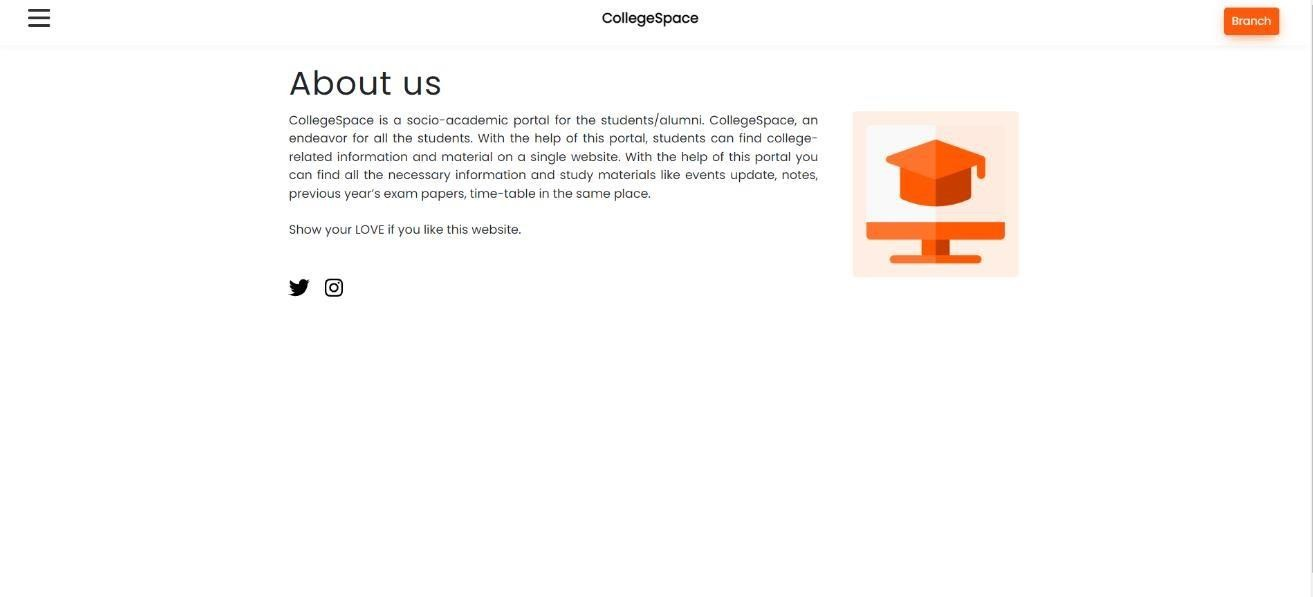 CollegeSpace
Branch
About us
CollegeSpace is a socio-academic portal for the students/alumni. CollegeSpace, an
endeavor for all the students. With the help of this portal, students can find college-
related information and material on a single website. With the help of this portal you
can find all the necessary information and study materials like events update, notes,
previous year's exam papers, time-table in the same place.
Show your LOVE if you like this website.